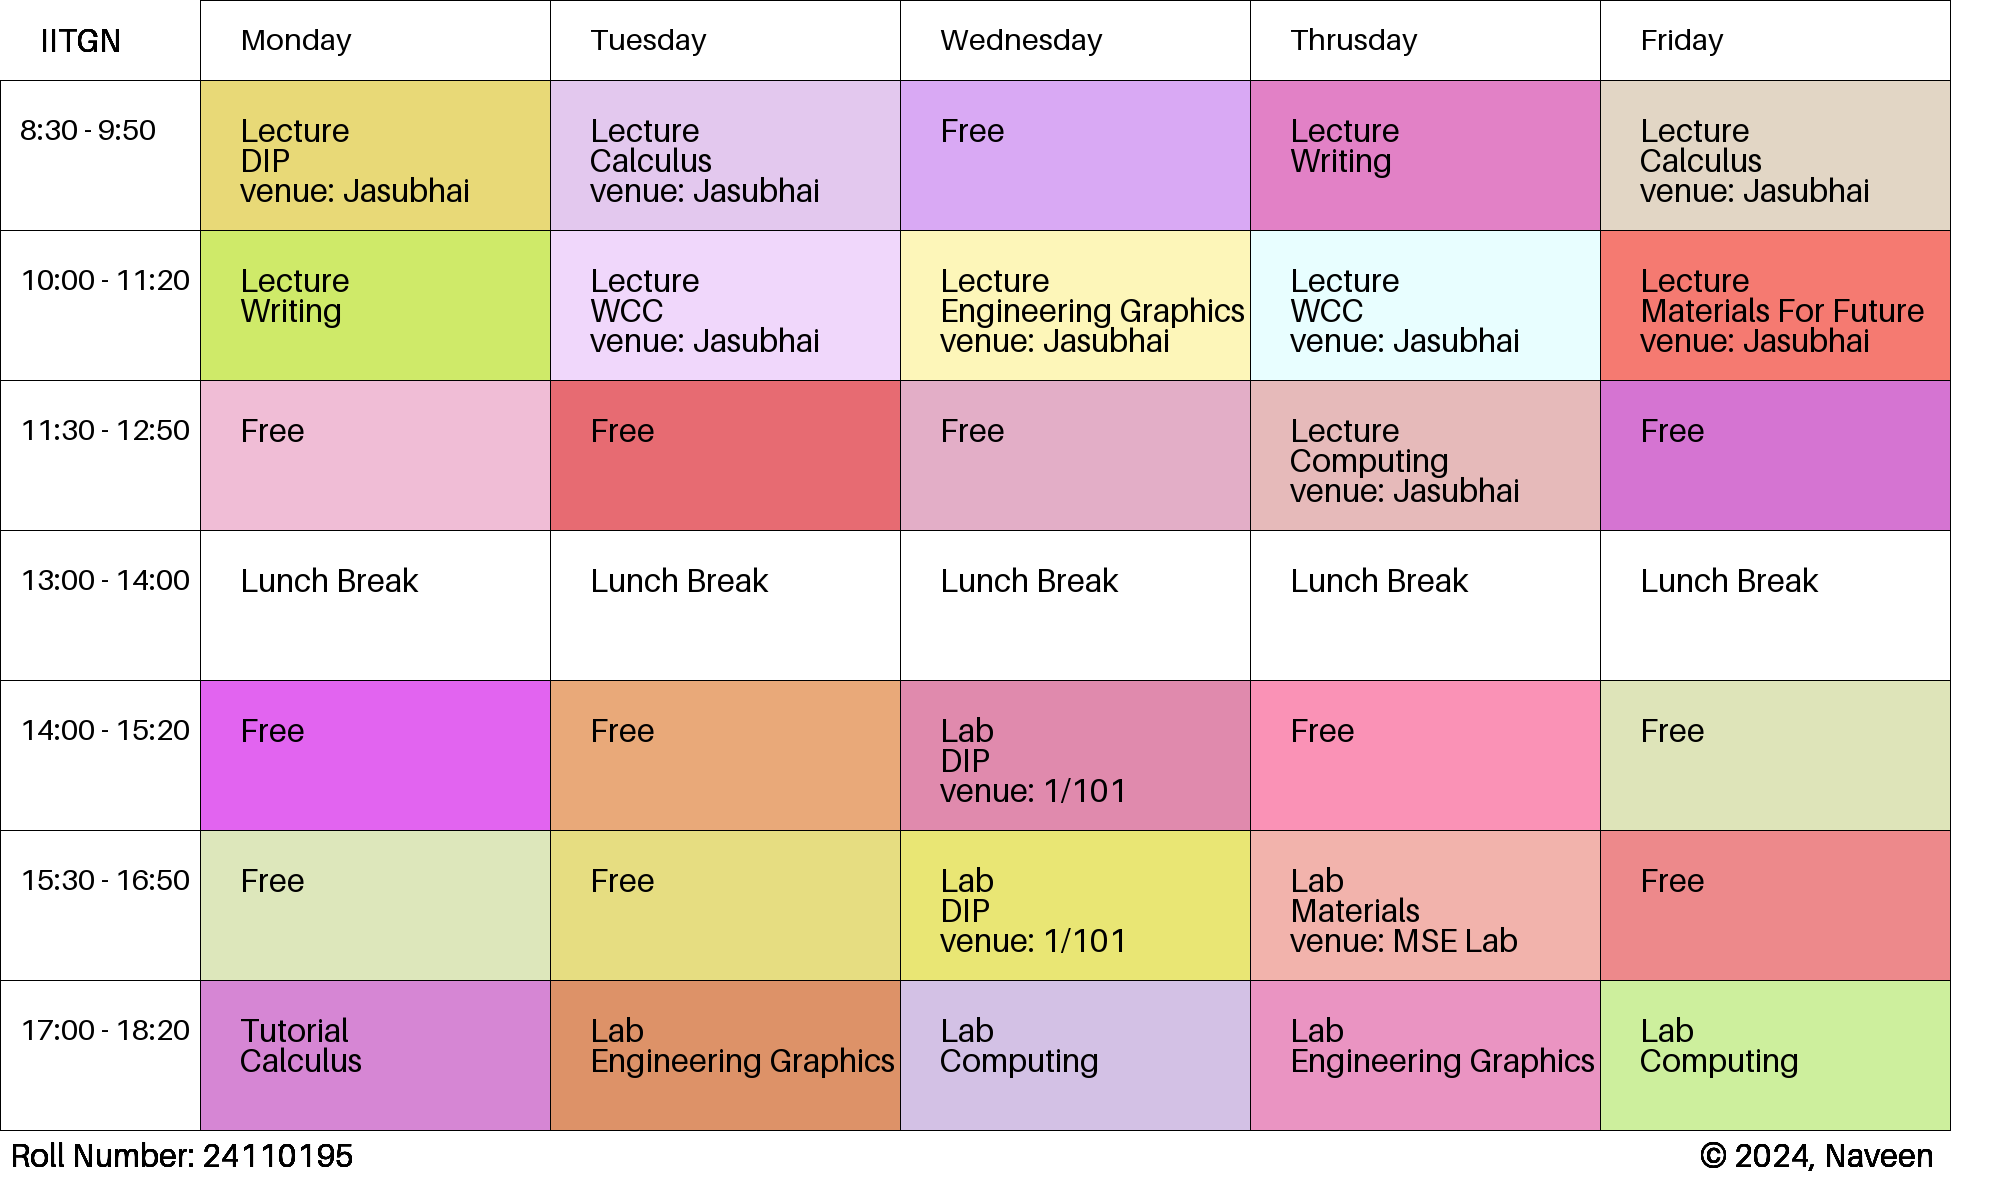 IITGN
Monday
Tuesday
Wednesday
Thrusday
Friday
8:30 - 9:50
Lecture
DIP
venue: Jasubhai
Lecture
Calculus
venue: Jasubhai
Free
Lecture
Writing
Lecture
Calculus
venue: Jasubhai
10:00 - 11:20
Lecture
Writing
Lecture
WCC
venue: Jasubhai
Lecture
Engineering Graphics
venue: Jasubhai
Lecture
WCC
venue: Jasubhai
Lecture
Materials For Future
venue: Jasubhai
11:30 - 12:50
Free
Free
Free
Lecture
Computing
venue: Jasubhai
Free
13:00 - 14:00
Lunch Break
Lunch Break
Lunch Break
Lunch Break
Lunch Break
14:00 - 15:20
Free
Free
Lab
DIP
venue: 1/101
Free
Free
15:30 - 16:50
Free
Free
Lab
DIP
venue: 1/101
Lab
Materials
venue: MSE Lab
Free
17:00 - 18:20
Tutorial
Calculus
Lab
Engineering Graphics
Lab
Computing
Lab
Engineering Graphics
Lab
Computing
Roll Number: 24110195
© 2024, Naveen